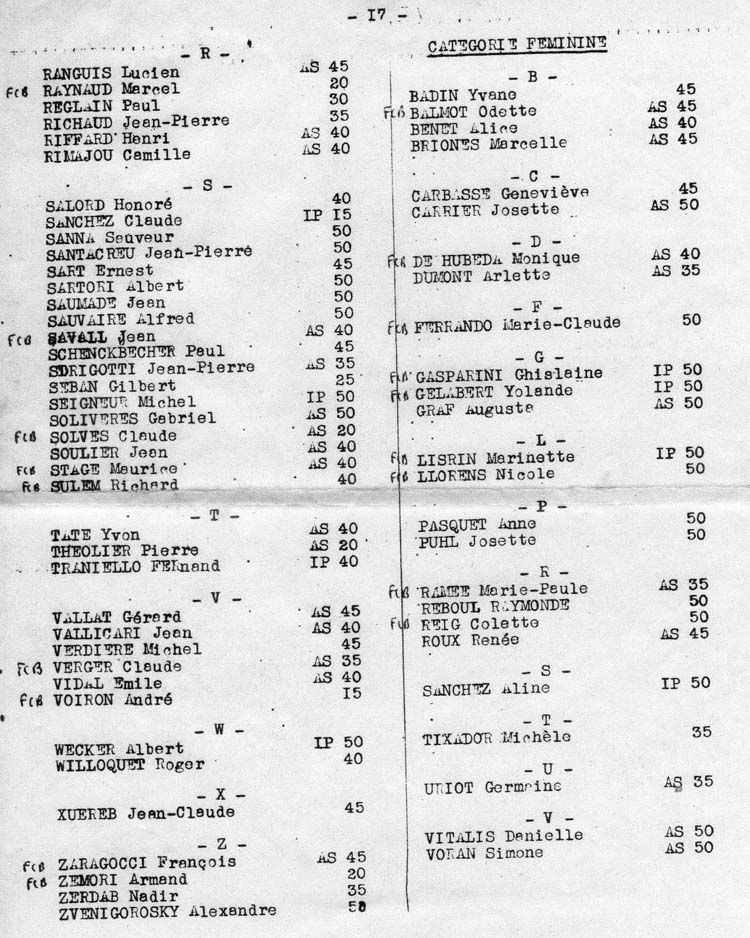 - I7 -
- R -
RANGUIS Lucien AS 45
FCB RAYNAUD Marcel 20
REGLAIN Paul 30
RICHAUD Jean-Pierre 35
RIFFARD Henri AS 40
RIMAJOU Camille AS 40
- S -
SALORD Honoré 40
SANCHEZ Claude IP I5
SANNA Sauveur 50
SANTACREU Jean-Pierre 50
SART Ernest 45
SARTORI Albert 50
SAUMADE Jean 50
SAUVAIRE Alfred 50
FCB SAVALL Jean AS 40
SCHENCKBECHER Paul 45
SDRIGOTTI Jean-Pierre AS 35
SEBAN Gilbert 25
SEIGNEUR Michel IP 50
SOLIVERES Gabriel AS 50
FCB SOLVES Claude AS 20
SOULIER Jean AS 40
FCB STAGE Maurice AS 40
FCB SULEM Richard 40
- T -
TATE Yvon AS 40
THEOLIER Pierre AS 20
TRANIELLO FERnand IP 40
- V -
VALLAT Gérard AS 45
VALLICARI Jean AS 40
VERDIERE Michel 45
FCB VERGER Claude AS 35
VIDAL Emile AS 40
FCB VOIRON André I5
- W -
WECKER Albert IP 50
WILLOQUET Roger 40
- X -
XUEREB Jean-Claude 45
- Z -
FCB ZARAGOCCI François AS 45
FCB ZEMORI Armand 20
ZERDAB Nadir 35
ZVENIGOROSKY Alexandre 50
CATEGORIE FEMININE
- B -
BADIN Yvane 45
FCB BALMOT Odette AS 45
BENET Alice AS 40
BRIONES Marcelle AS 45
- C -
CARBASSE Geneviève 45
CARRIER Josette AS 50
- D -
FCB DE HUBEDA Monique AS 40
DUMONT Arlette AS 35
- F -
FCB FERRANDO Marie-Claude 50
- G -
FCB GASPARINI Ghislaine IP 50
FCB GELABERT Yolande IP 50
GRAF Augusta AS 50
- L -
FCB LISRIN Marinette IP 50
FCB LLORENS Nicole 50
- P -
PASQUET Anne 50
PUHL Josette 50
- R -
FCB RAMEE Marie-Paule AS 35
REBOUL RAYMONDE 50
FCB REIG Colette 50
ROUX Renée AS 45
- S -
SANCHEZ Aline IP 50
- T -
TIXADOR Michèle 35
- U -
URIOT Germaine AS 35
- V -
VITALIS Danielle AS 50
VORAN Simone AS 50